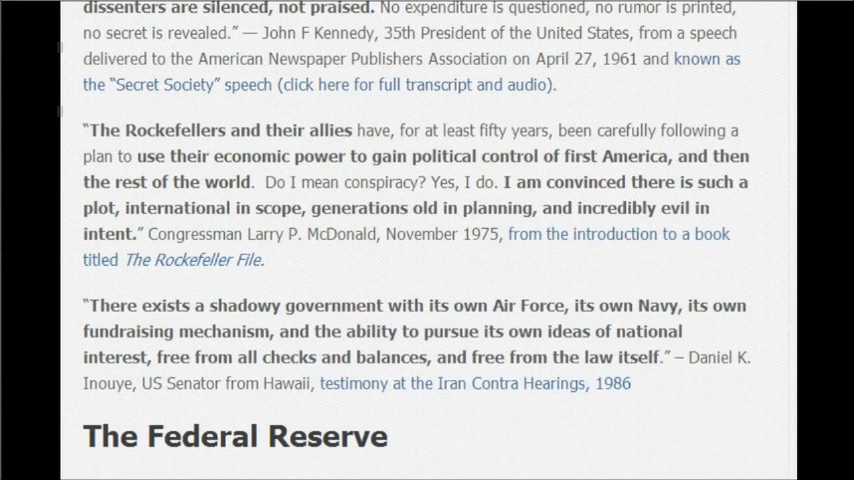 dissenters are silenced, not praised. No expenditure is questioned, no rumor is printed,
no secret is revealed.” — John F Kennedy, 35th President of the United States, from a speech
delivered to the American Newspaper Publishers Association on April 27, 1961 and known as
the “Secret Society” speech (click here for full transcript and audio).
“The Rockefellers and their allies have, for at least fifty years, been carefully following a
plan to use their economic power to gain political control of first America, and then
the rest of the world.  Do I mean conspiracy? Yes, I do. I am convinced there is such a
plot, international in scope, generations old in planning, and incredibly evil in
intent.” Congressman Larry P. McDonald, November 1975, from the introduction to a book
titled The Rockefeller File.
“There exists a shadowy government with its own Air Force, its own Navy, its own
fundraising mechanism, and the ability to pursue its own ideas of national
interest, free from all checks and balances, and free from the law itself.” – Daniel K.
Inouye, US Senator from Hawaii, testimony at the Iran Contra Hearings, 1986
The Federal Reserve